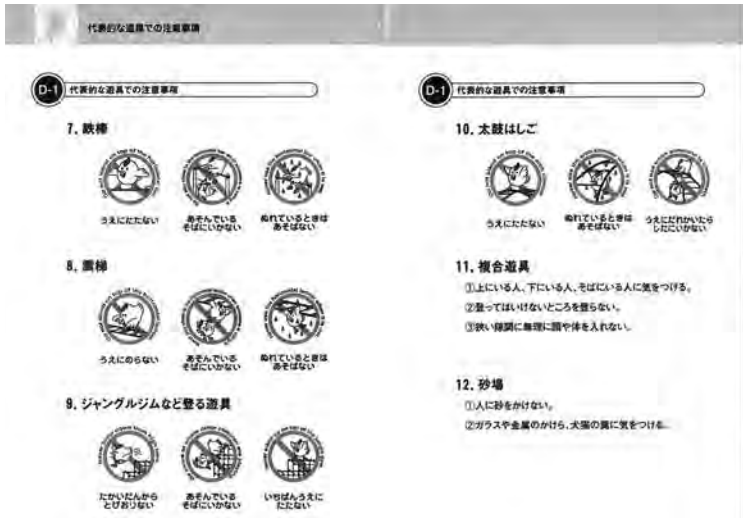 代表的な遊具での注意事項
D-1 代表的な遊具での注意事項
7. 鉄棒
うえにたたない
あそんでいる
そばにいかない
ぬれているときは
あそばない
8. 雲梯
うえにのらない
あそんでいる
そばにいかない
ぬれているときは
あそばない
9. ジャングルジムなど登る遊具
たかいだんから
とびおりない
あそんでいる
そばにいかない
いちばんうえに
たたない
D-1 代表的な遊具での注意事項
10. 太鼓はしご
うえにたたない
ぬれているときは
あそばない
うえにだれかいたら
したにいかない
11. 複合遊具
①上にいる人、下にいる人、そばにいる人に気をつける。
②登ってはいけないところを登らない。
③狭い隙間に無理に頭や体を入れない。
12. 砂場
①人に砂をかけない。
②ガラスや金属のかけら、犬猫の糞に気をつける。